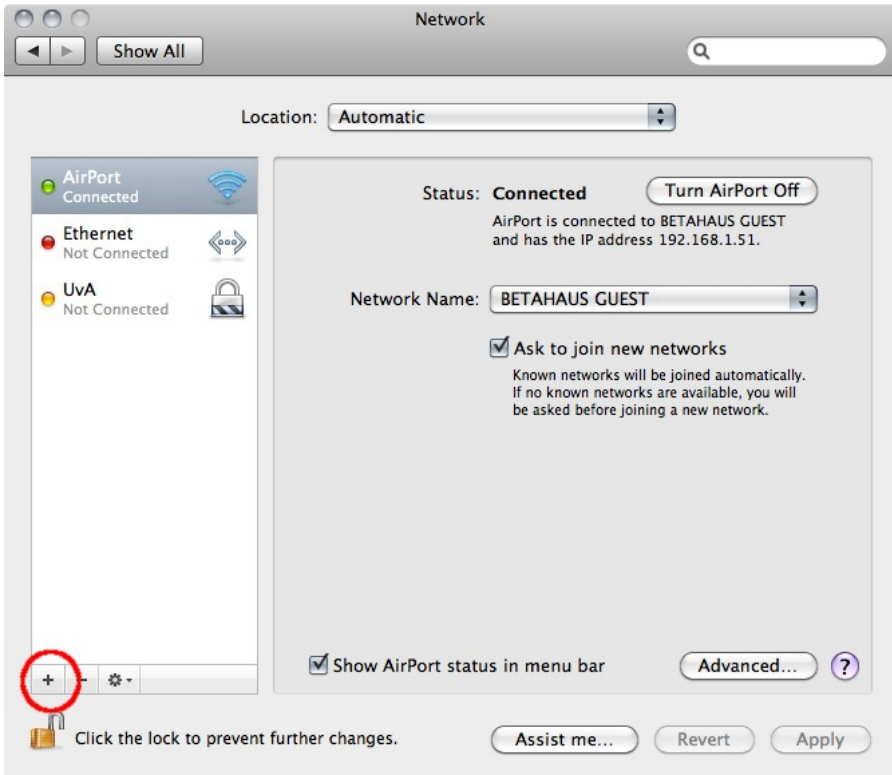 Network
Show All
Location: Automatic
AirPort
Connected
Ethernet
Not Connected
UvA
Not Connected
Status: Connected
Turn AirPort Off
AirPort is connected to BETAHAUS GUEST
and has the IP address 192.168.1.51.
Network Name: BETAHAUS GUEST
Ask to join new networks
Known networks will be joined automatically.
If no known networks are available, you will
be asked before joining a new network.
+ -
Show AirPort status in menu bar
Advanced... ?
Click the lock to prevent further changes.
Assist me... Revert Apply